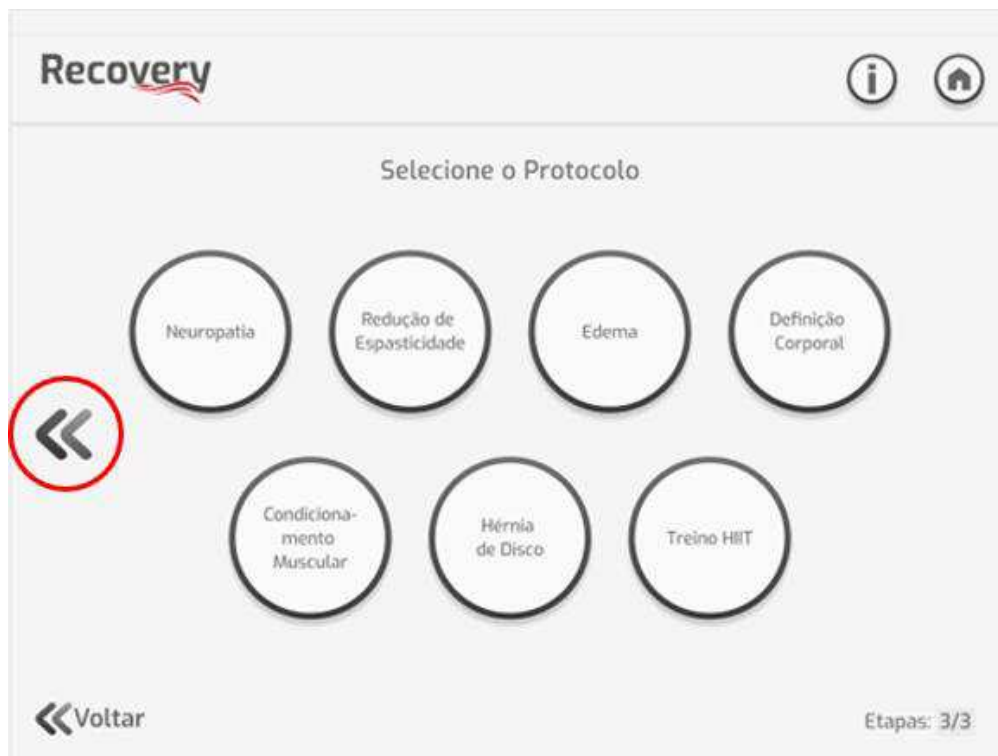 Recovery
Selecione o Protocolo
Neuropatia
Redução de
Espasticidade
Edema
Definição
Corporal
Condiciona-
mento
Muscular
Hérnia
de Disco
Treino HIIT
Voltar
Etapas: 3/3